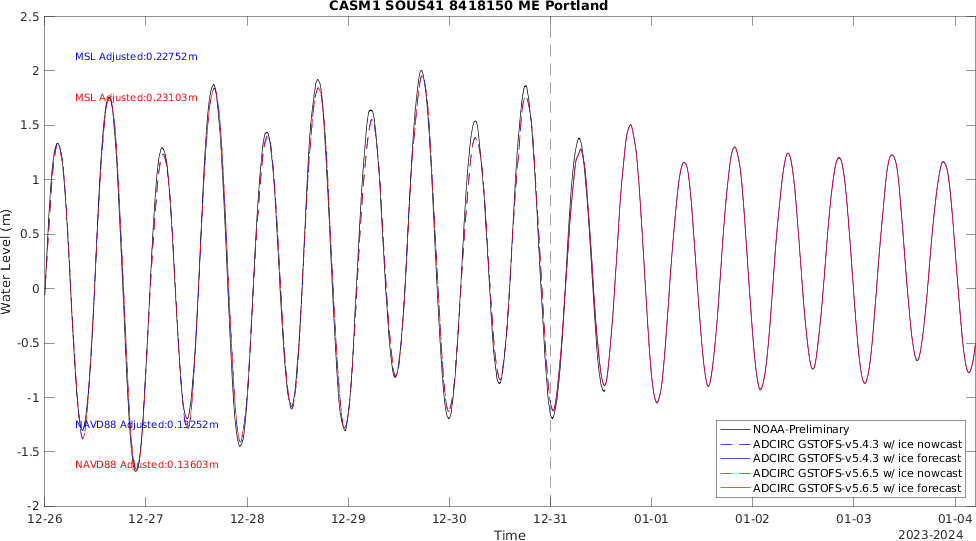 CASM1 SOUS41 8418150 ME Portland
2.5
2
1.5
1
0.5
0
-0.5
-1
-1.5
-2
Water Level (m)
MSL Adjusted:0.22752m
MSL Adjusted:0.23103m
NAVD88 Adjusted:0.13252m
NAVD88 Adjusted:0.13603m
NOAA-Preliminary
ADCIRC GSTOFS-v5.4.3 w/ ice nowcast
ADCIRC GSTOFS-v5.4.3 w/ ice forecast
ADCIRC GSTOFS-v5.6.5 w/ ice nowcast
ADCIRC GSTOFS-v5.6.5 w/ ice forecast
12-26 12-27 12-28 12-29 12-30 12-31 01-01 01-02 01-03 01-04
Time
2023-2024